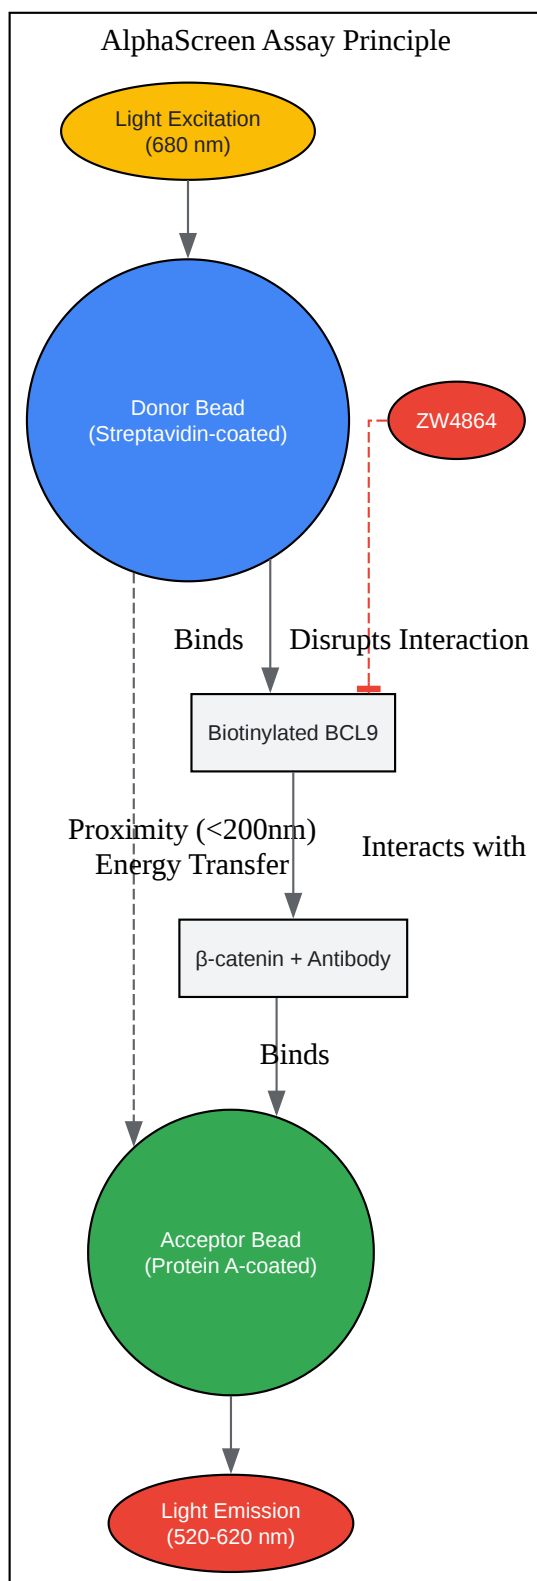 AlphaScreen Assay Principle
Light Excitation
(680 nm)
Donor Bead
(Streptavidin-coated)
ZW4864
Binds
Disrupts Interaction
Biotinylated BCL9
Proximity (<200nm)
Energy Transfer
Interacts with
β-catenin + Antibody
Binds
Acceptor Bead
(Protein A-coated)
Light Emission
(520-620 nm)